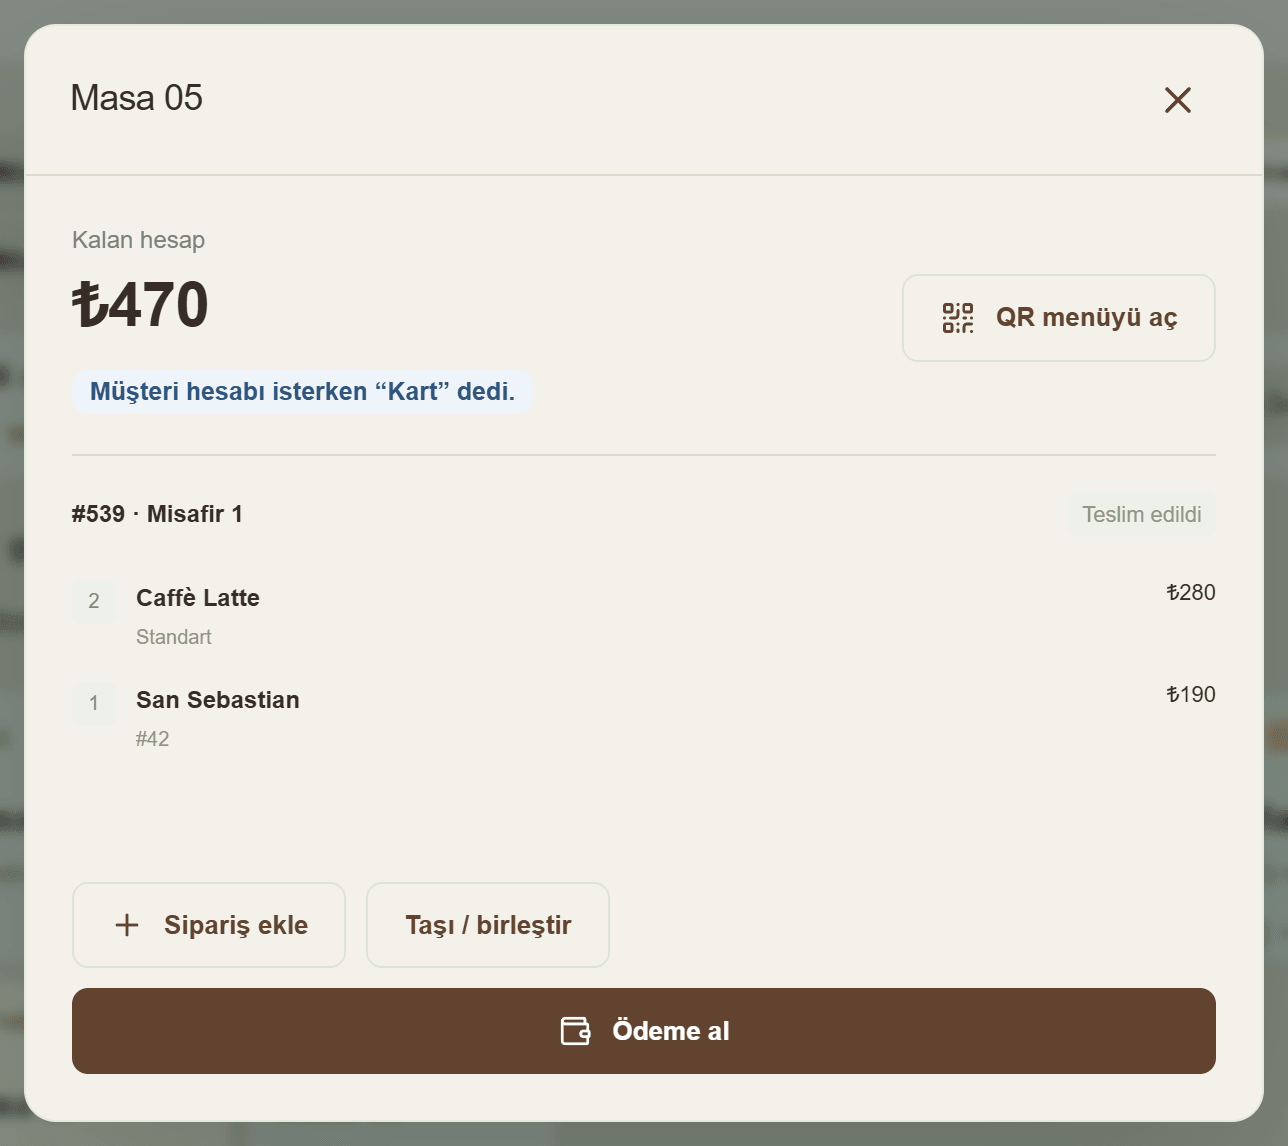 Masa 05
Kalan hesap
₺470
QR menüyü aç
Müşteri hesabı isterken “Kart” dedi.
#539 · Misafir 1
Teslim edildi
2 Caffè Latte ₺280
Standart
1 San Sebastian ₺190
#42
Sipariş ekle
Taşı / birleştir
Ödeme al